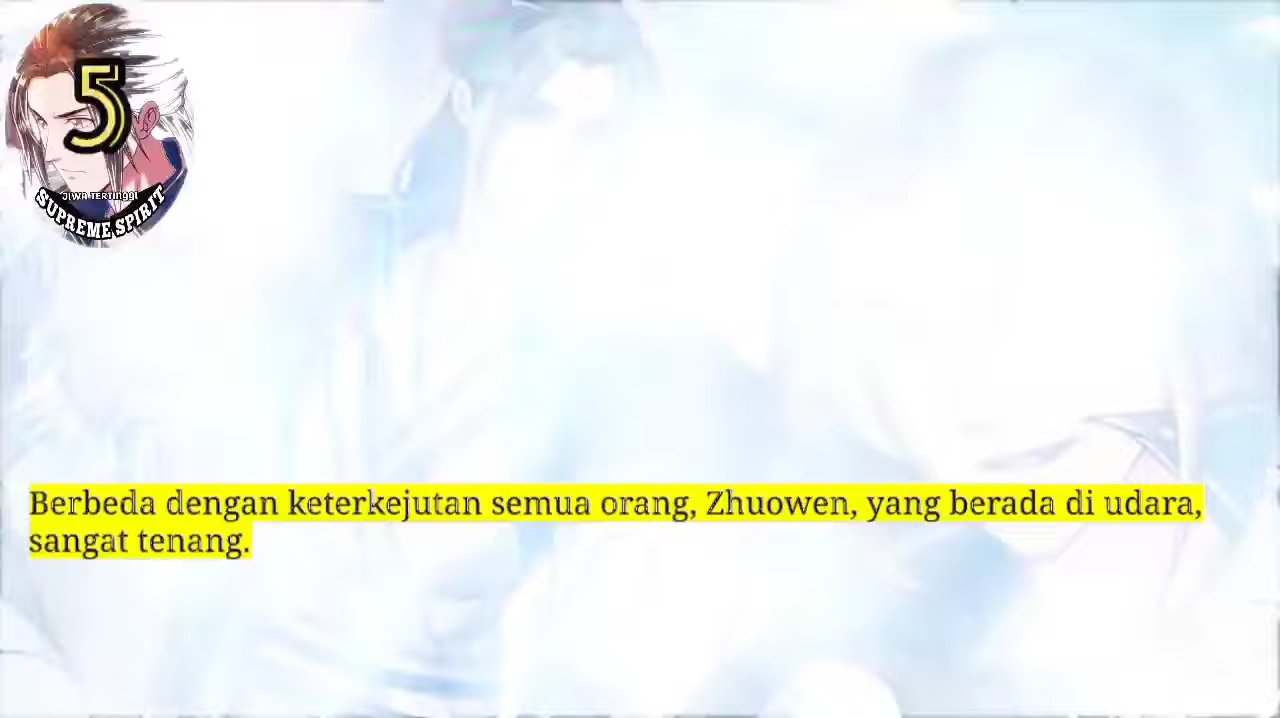 5
JIWA TERTINGGI
SUPREME SPIRIT
Berbeda dengan keterkejutan semua orang, Zhuowen, yang berada di udara,
sangat tenang.